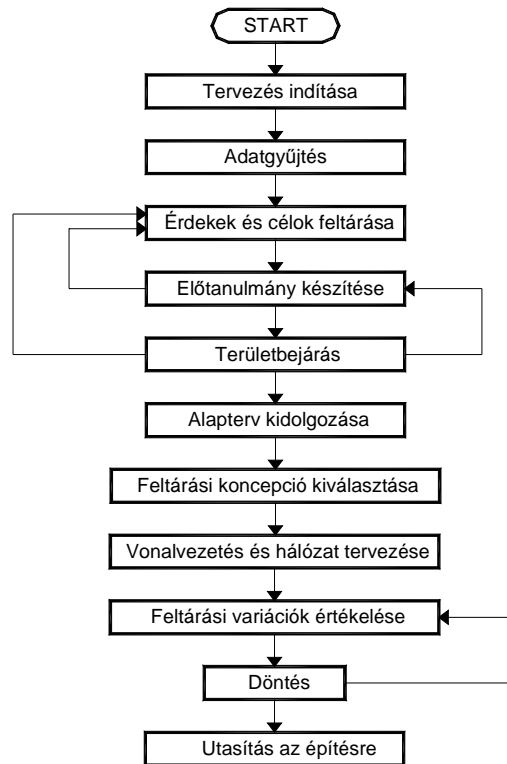 START
Tervezés indítása
Adatgyűjtés
Érdekek és célok feltárása
Előtanulmány készítése
Területbejárás
Alapterv kidolgozása
Feltárási koncepció kiválasztása
Vonalvezetés és hálózat tervezése
Feltárási variációk értékelése
Döntés
Utasítás az építésre